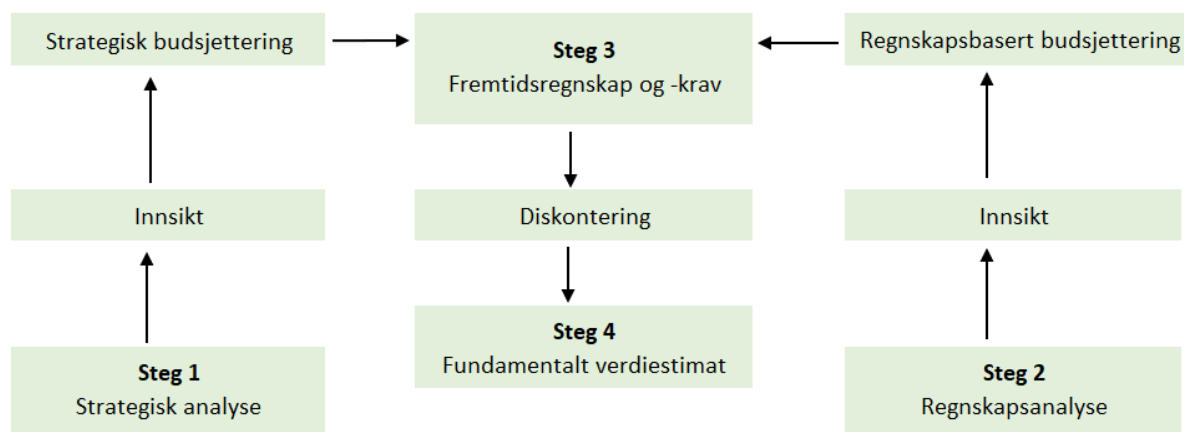 Strategisk budsjettering
Steg 3
Fremtidsregnskap og -krav
Regnskapsbasert budsjettering
Innsikt
Diskontering
Innsikt
Steg 1
Strategisk analyse
Steg 4
Fundamentalt verdiestimat
Steg 2
Regnskapsanalyse